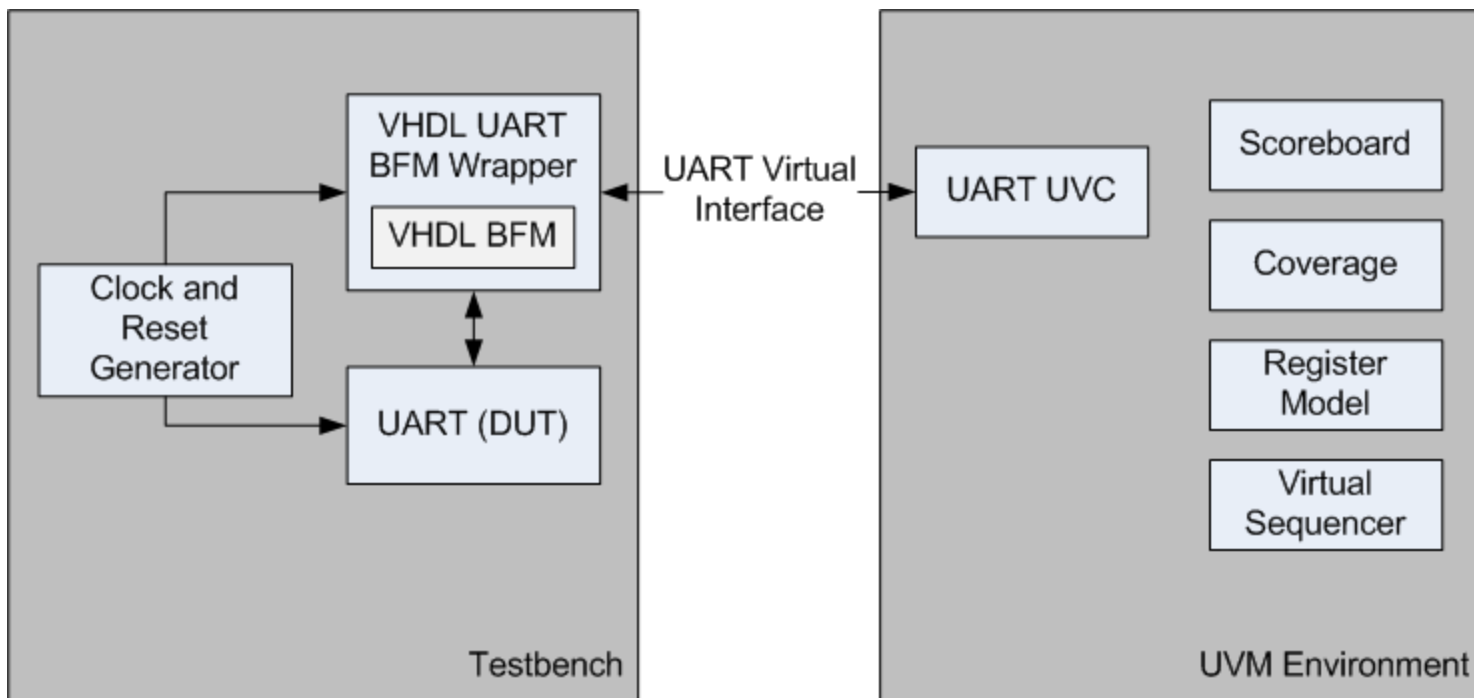 VHDL UART
BFM Wrapper
VHDL BFM
Clock and
Reset
Generator
UART (DUT)
Testbench
UART Virtual
Interface
UART UVC
Scoreboard
Coverage
Register
Model
Virtual
Sequencer
UVM Environment